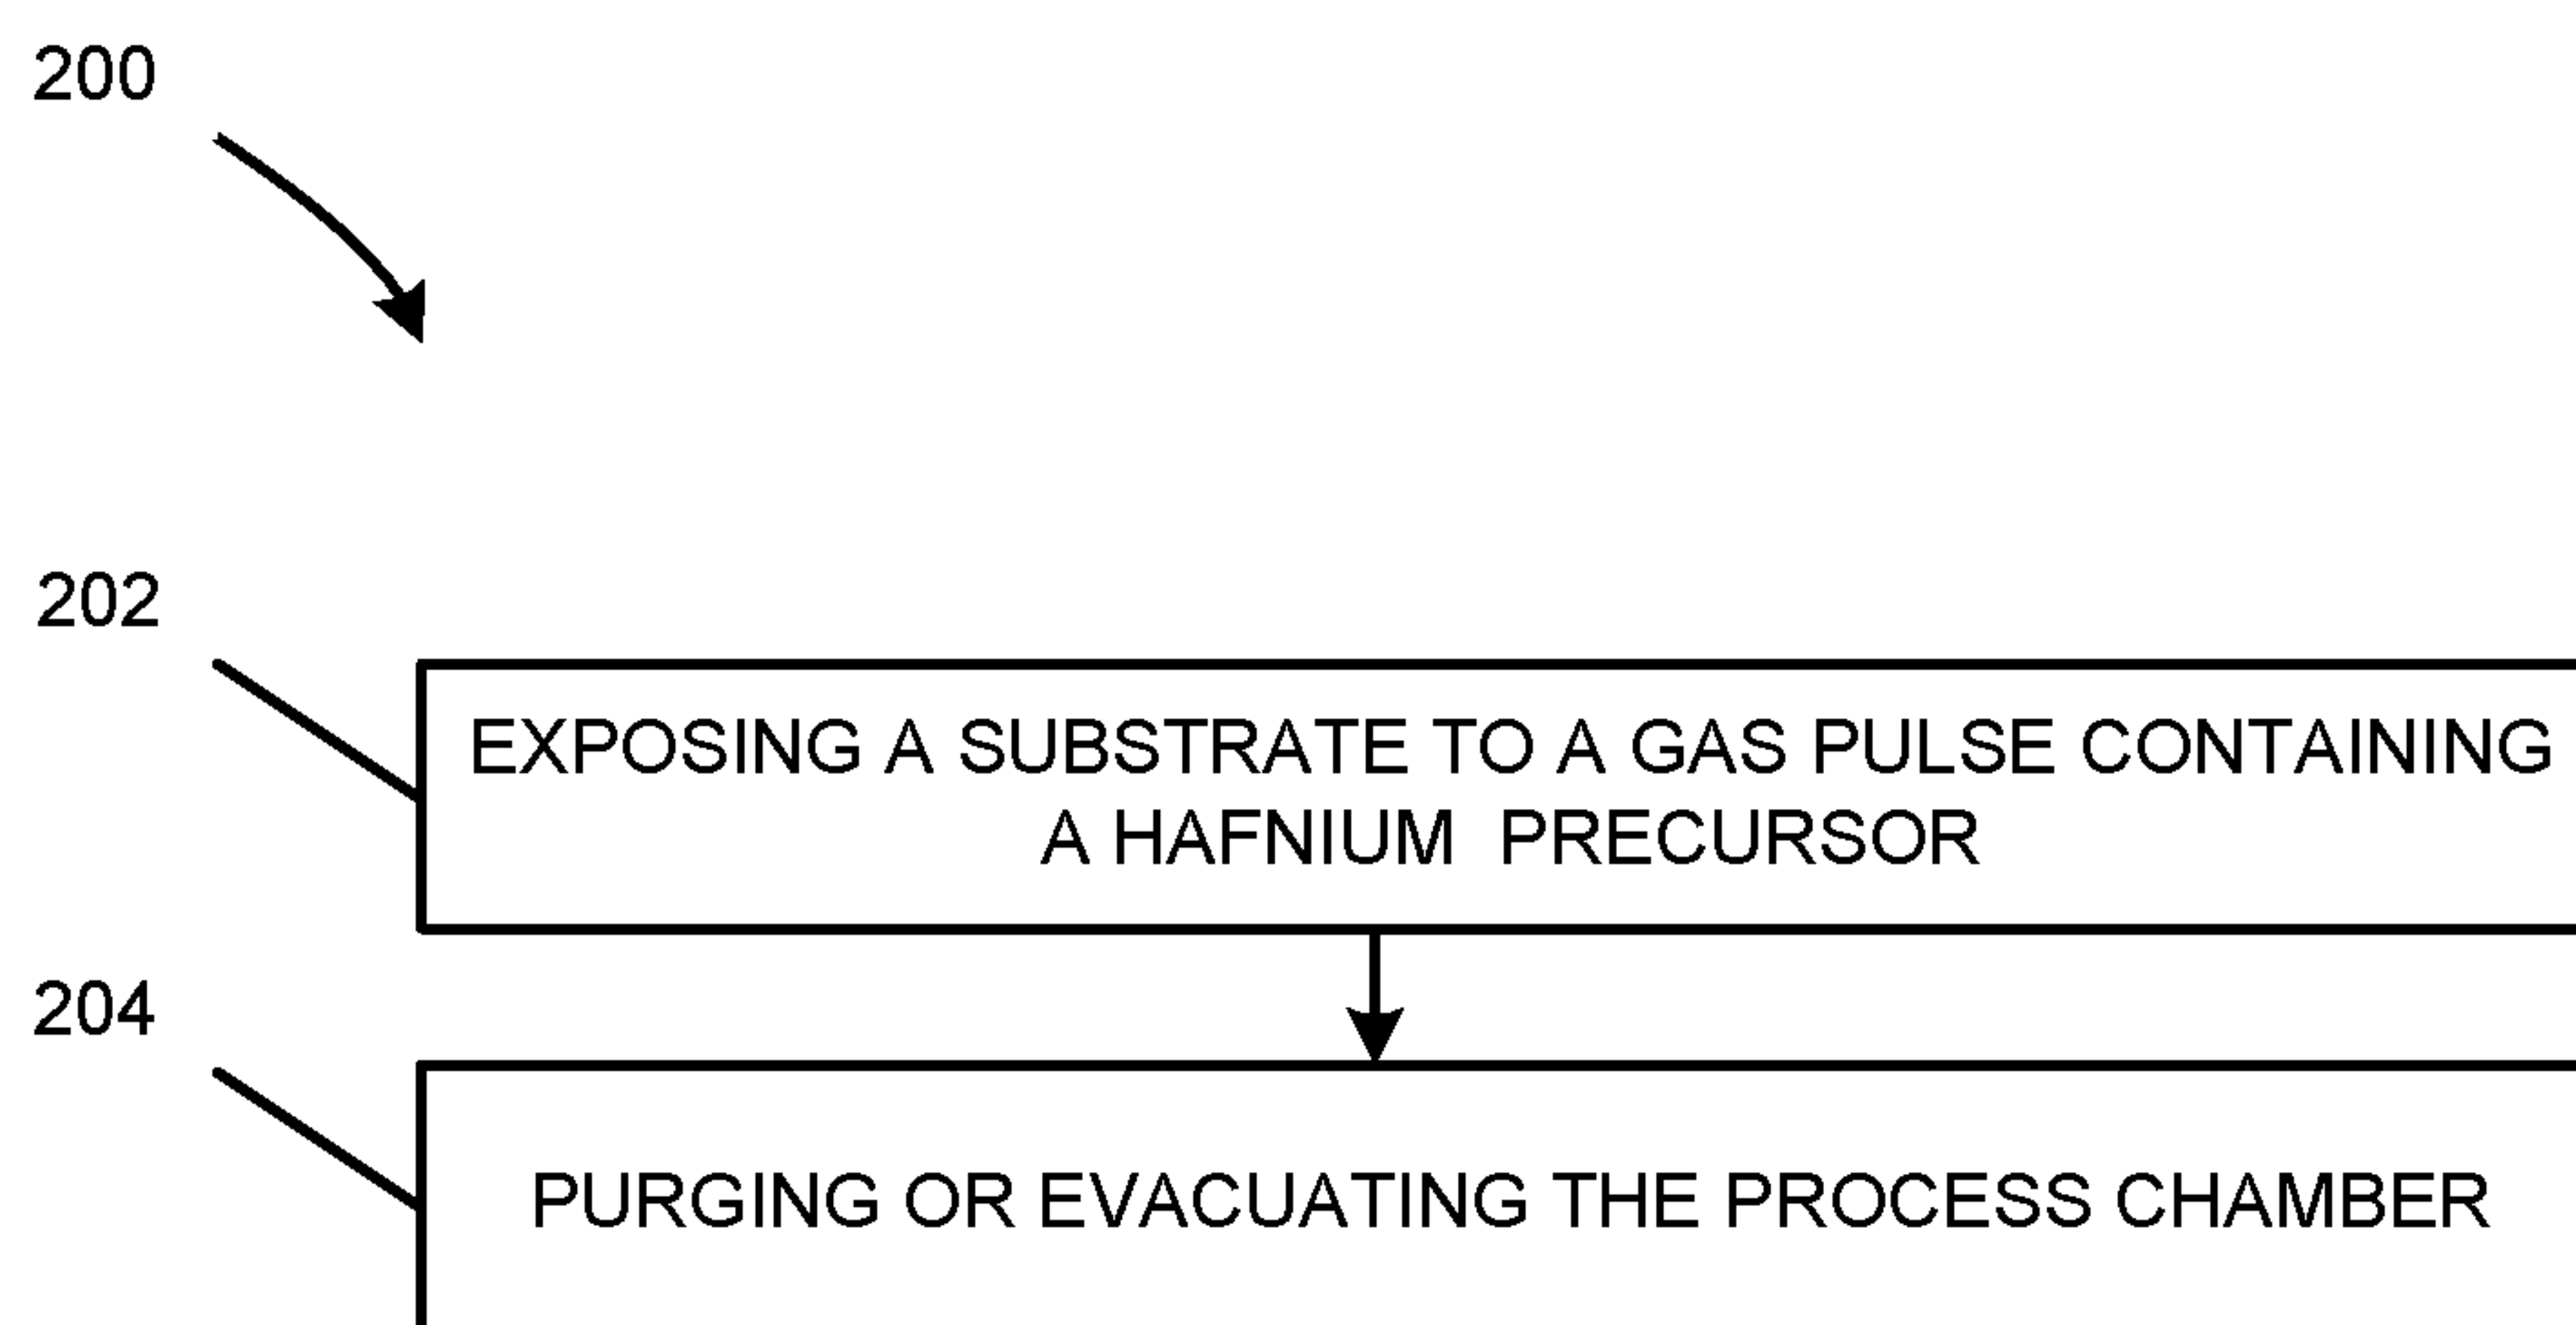 200
202
EXPOSING A SUBSTRATE TO A GAS PULSE CONTAINING
A HAFNIUM PRECURSOR
204
PURGING OR EVACUATING THE PROCESS CHAMBER